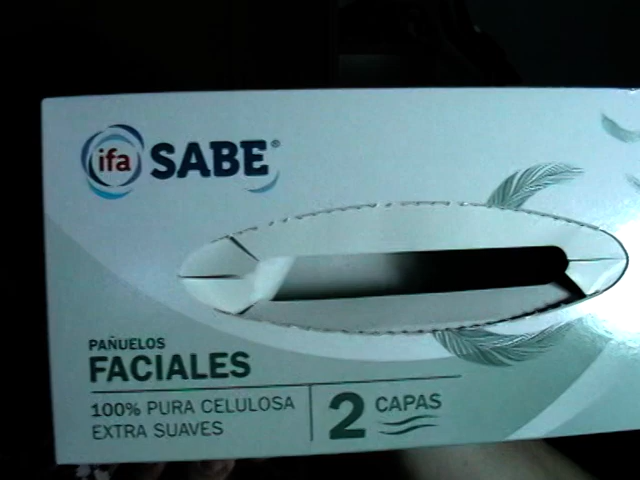 ifa SABE®
PAÑUELOS
FACIALES
100% PURA CELULOSA
EXTRA SUAVES
2 CAPAS